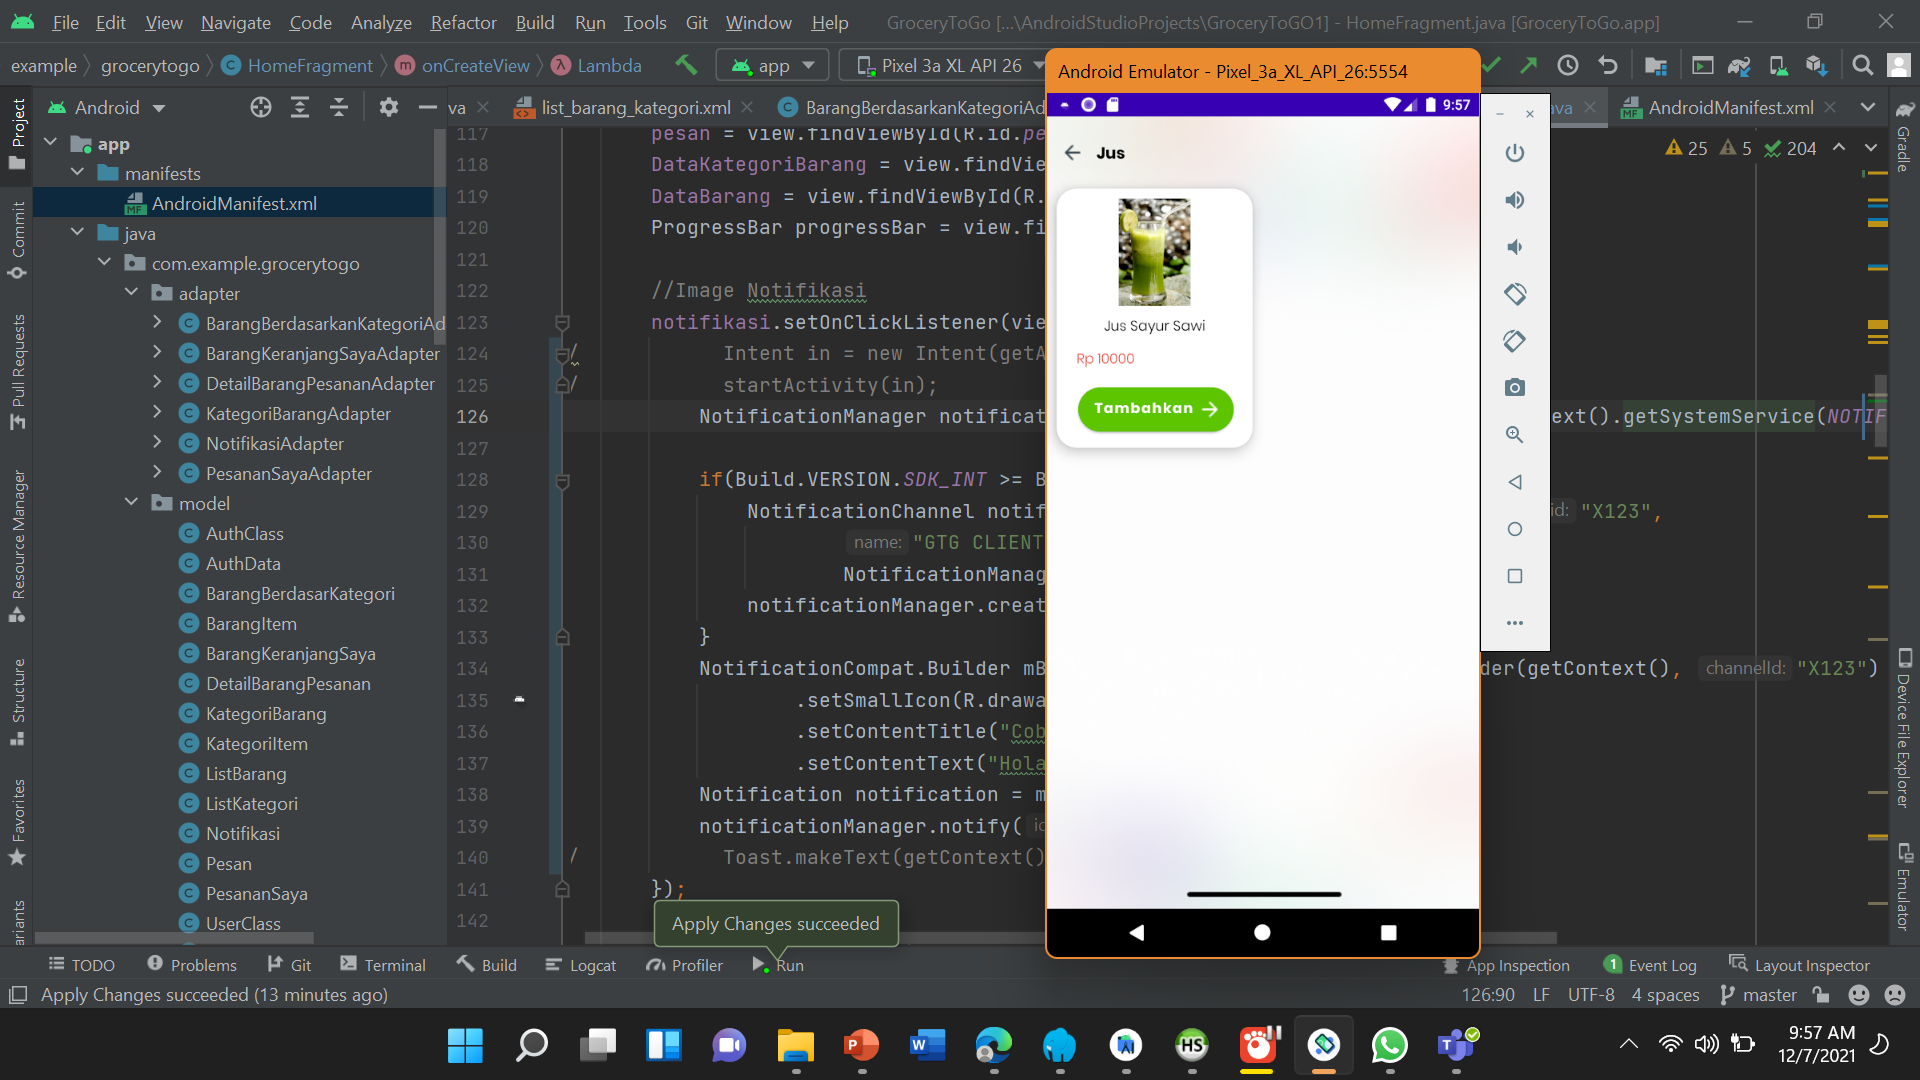 File Edit View Navigate Code Analyze Refactor Build Run Tools Git Window Help GroceryToGo [...\AndroidStudioProjects\GroceryToGO1] - HomeFragment.java [GroceryToGo.app]
example grocerytogo HomeFragment onCreateView Lambda app Pixel 3a XL API 26
Android va list_barang_kategori.xml BarangBerdasarkanKategoriAd ava AndroidManifest.xml
25 5 204
Project
Commit
Pull Requests
Resource Manager
Structure
Favorites
ariants
app
manifests
AndroidManifest.xml
java
com.example.grocerytogo
adapter
BarangBerdasarkanKategoriAd
BarangKeranjangSayaAdapter
DetailBarangPesananAdapter
KategoriBarangAdapter
NotifikasiAdapter
PesananSayaAdapter
model
AuthClass
AuthData
BarangBerdasarKategori
BarangItem
BarangKeranjangSaya
DetailBarangPesanan
KategoriBarang
KategoriItem
ListBarang
ListKategori
Notifikasi
Pesan
PesananSaya
UserClass
117 pesan = view.findViewById(R.id.pe
118 DataKategoriBarang = view.findVie
119 DataBarang = view.findViewById(R.
120 ProgressBar progressBar = view.fi
121
122 //Image Notifikasi
123 notifikasi.setOnClickListener(vie
124 / Intent in = new Intent(getA
125 / startActivity(in);
126 NotificationManager notificat ext().getSystemService(NOTIF
127
128 if(Build.VERSION.SDK_INT >= B
129 NotificationChannel notif id: "X123",
130 name: "GTG CLIENT
131 NotificationManag
132 notificationManager.creat
133 }
134 NotificationCompat.Builder mB der(getContext(), channelId: "X123")
135 .setSmallIcon(R.drawa
136 .setContentTitle("Cob
137 .setContentText("Hola
138 Notification notification = m
139 notificationManager.notify( id
140 / Toast.makeText(getContext()
141 });
142
Apply Changes succeeded
Android Emulator - Pixel_3a_XL_API_26:5554
9:57
Jus
Jus Sayur Sawi
Rp 10000
Tambahkan
Gradle
Device File Explorer
Emulator
TODO Problems Git Terminal Build Logcat Profiler Run App Inspection 1 Event Log Layout Inspector
Apply Changes succeeded (13 minutes ago) 126:90 LF UTF-8 4 spaces master
9:57 AM
12/7/2021